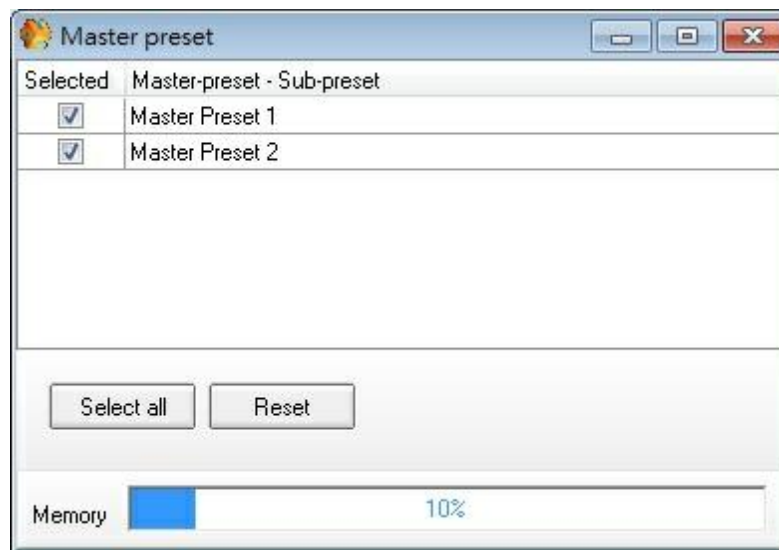 Master preset
Selected Master-preset - Sub-preset
Master Preset 1
Master Preset 2
Select all Reset
Memory 10%